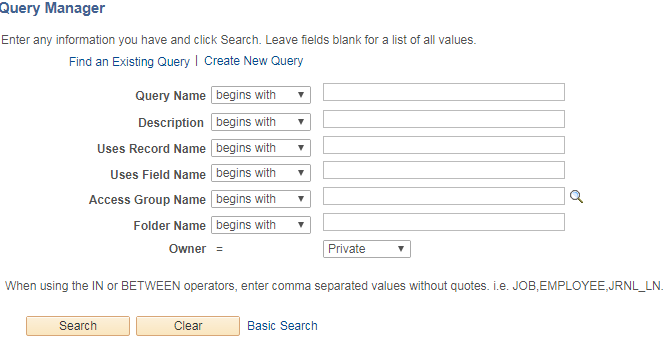 Query Manager
Enter any information you have and click Search. Leave fields blank for a list of all values.
Find an Existing Query | Create New Query
Query Name begins with
Description begins with
Uses Record Name begins with
Uses Field Name begins with
Access Group Name begins with
Folder Name begins with
Owner = Private
When using the IN or BETWEEN operators, enter comma separated values without quotes. i.e. JOB,EMPLOYEE,JRNL_LN.
Search Clear Basic Search